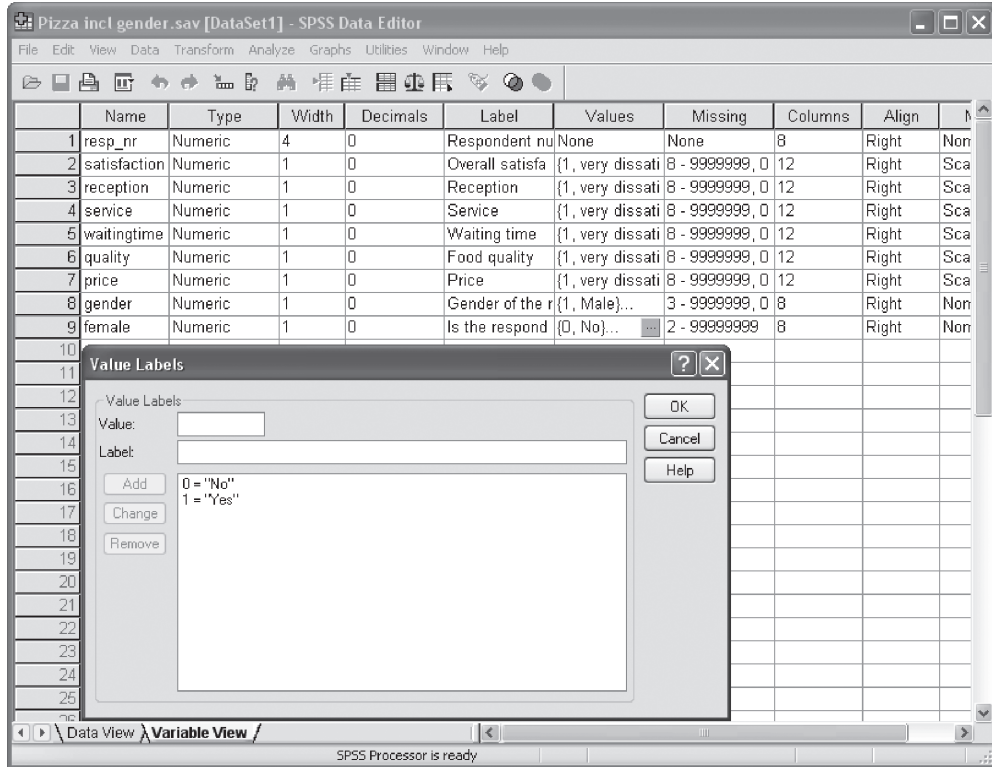 Pizza incl gender.sav [DataSet1] - SPSS Data Editor
File Edit View Data Transform Analyze Graphs Utilities Window Help
Name Type Width Decimals Label Values Missing Columns Align
1 resp_nr Numeric 4 0 Respondent nu None None 8 Right Nom
2 satisfaction Numeric 1 0 Overall satisfa {1, very dissati 8 - 9999999, 0 12 Right Sca
3 reception Numeric 1 0 Reception {1, very dissati 8 - 9999999, 0 12 Right Sca
4 service Numeric 1 0 Service {1, very dissati 8 - 9999999, 0 12 Right Sca
5 waitingtime Numeric 1 0 Waiting time {1, very dissati 8 - 9999999, 0 12 Right Sca
6 quality Numeric 1 0 Food quality {1, very dissati 8 - 9999999, 0 12 Right Sca
7 price Numeric 1 0 Price {1, very dissati 8 - 9999999, 0 12 Right Sca
8 gender Numeric 1 0 Gender of the r {1, Male}... 3 - 9999999, 0 8 Right Nom
9 female Numeric 1 0 Is the respond {0, No}... ... 2 - 99999999 8 Right Nom
10
11
12
13
14
15
16
17
18
19
20
21
22
23
24
25
Value Labels
Value Labels
Value:
Label:
Add
Change
Remove
0 = "No"
1 = "Yes"
OK
Cancel
Help
Data View Variable View
SPSS Processor is ready